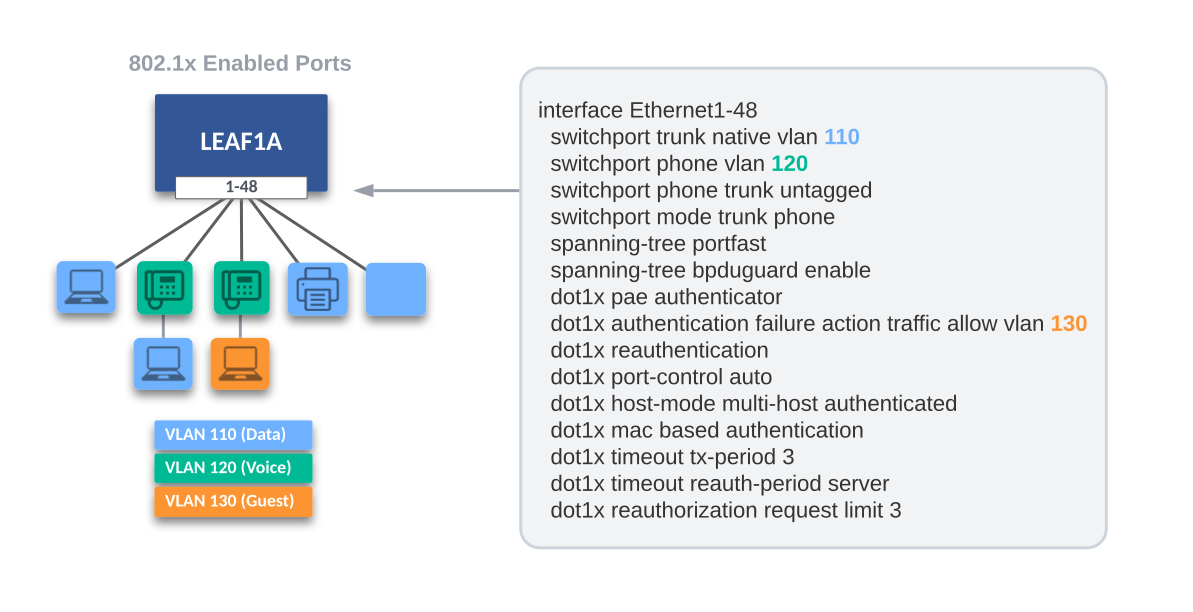 802.1x Enabled Ports
LEAF1A
1-48
VLAN 110 (Data)
VLAN 120 (Voice)
VLAN 130 (Guest)
interface Ethernet1-48
switchport trunk native vlan 110
switchport phone vlan 120
switchport phone trunk untagged
switchport mode trunk phone
spanning-tree portfast
spanning-tree bpduguard enable
dot1x pae authenticator
dot1x authentication failure action traffic allow vlan 130
dot1x reauthentication
dot1x port-control auto
dot1x host-mode multi-host authenticated
dot1x mac based authentication
dot1x timeout tx-period 3
dot1x timeout reauth-period server
dot1x reauthorization request limit 3